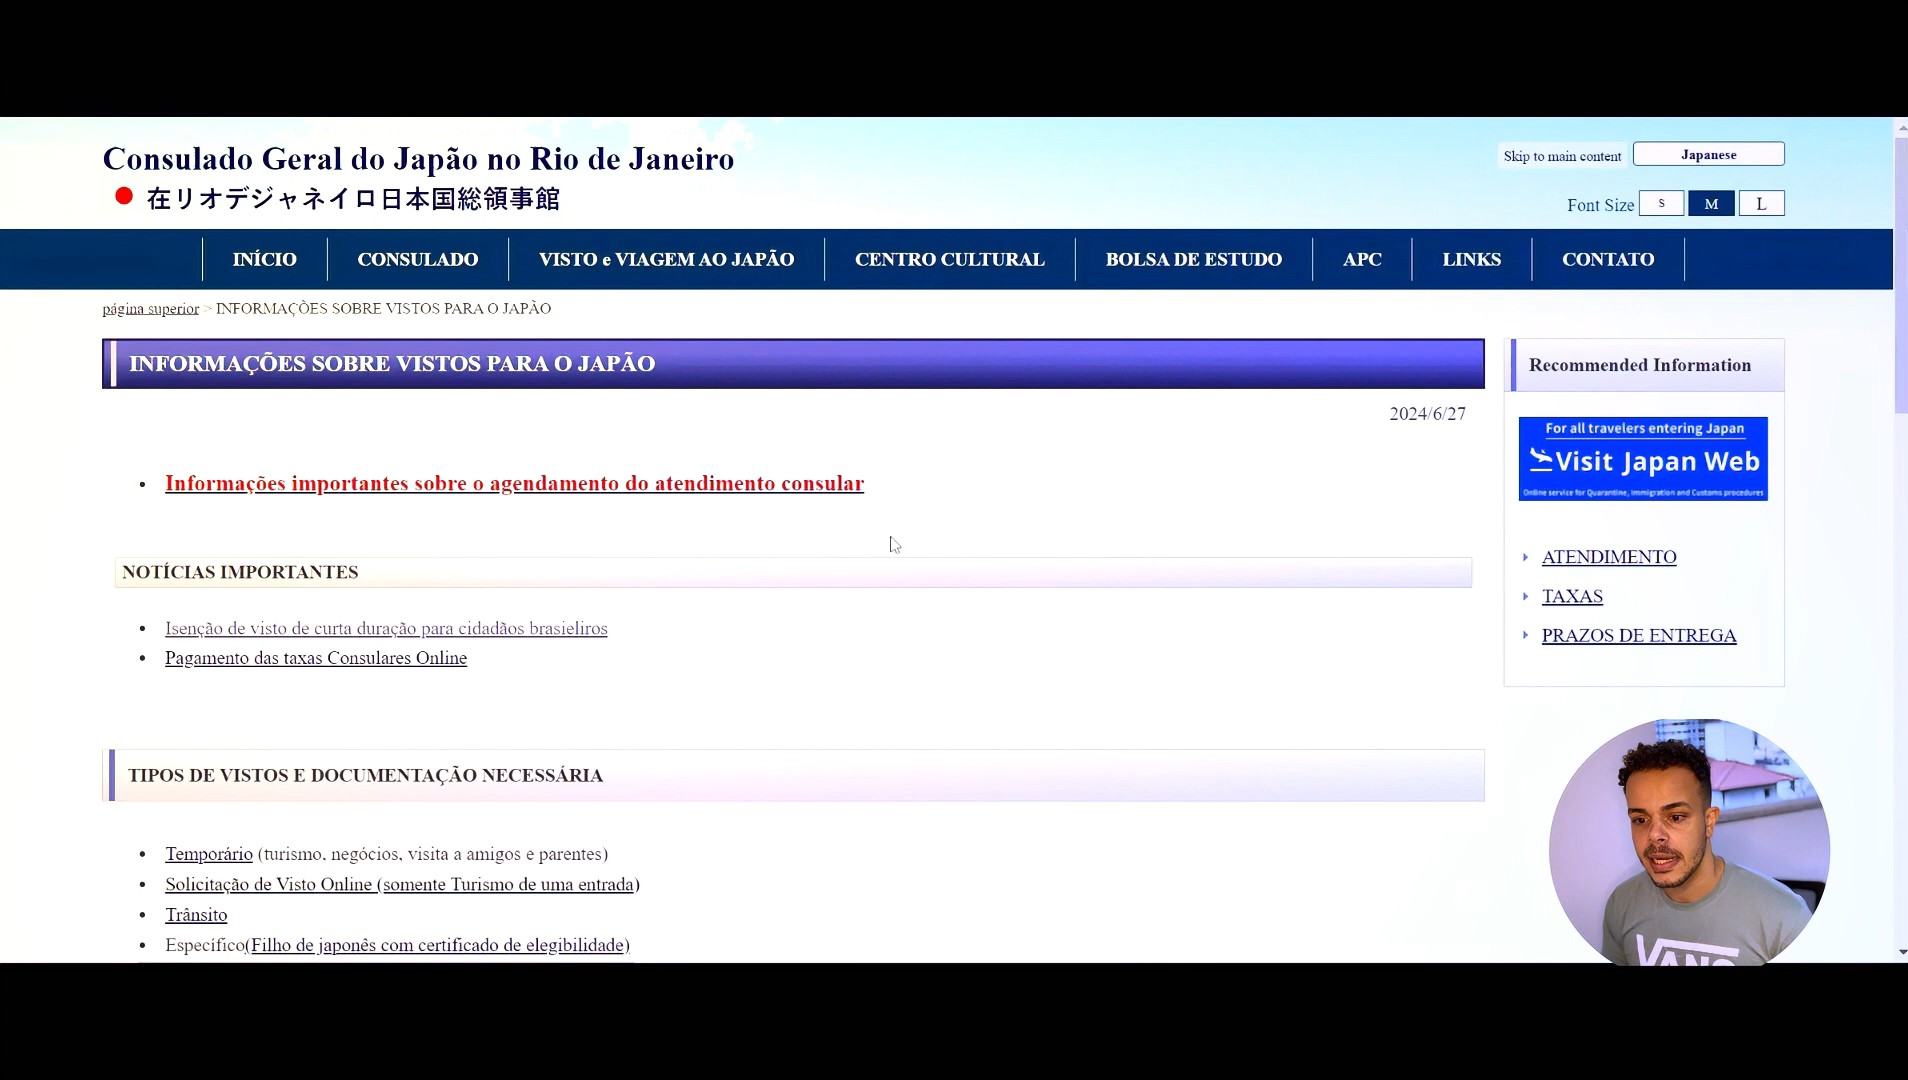 Consulado Geral do Japão no Rio de Janeiro
在リオデジャネイロ日本国総領事館
Skip to main content
Japanese
Font Size S M L
INÍCIO CONSULADO VISTO e VIAGEM AO JAPÃO CENTRO CULTURAL BOLSA DE ESTUDO APC LINKS CONTATO
página superior > INFORMAÇÕES SOBRE VISTOS PARA O JAPÃO
INFORMAÇÕES SOBRE VISTOS PARA O JAPÃO
2024/6/27
Informações importantes sobre o agendamento do atendimento consular
NOTÍCIAS IMPORTANTES
Isenção de visto de curta duração para cidadãos brasieliros
Pagamento das taxas Consulares Online
TIPOS DE VISTOS E DOCUMENTAÇÃO NECESSÁRIA
Temporário (turismo, negócios, visita a amigos e parentes)
Solicitação de Visto Online (somente Turismo de uma entrada)
Trânsito
Específico(Filho de japonês com certificado de elegibilidade)
Recommended Information
For all travelers entering Japan
Visit Japan Web
Online service for Quarantine, Immigration and Customs procedures
ATENDIMENTO
TAXAS
PRAZOS DE ENTREGA
VANS